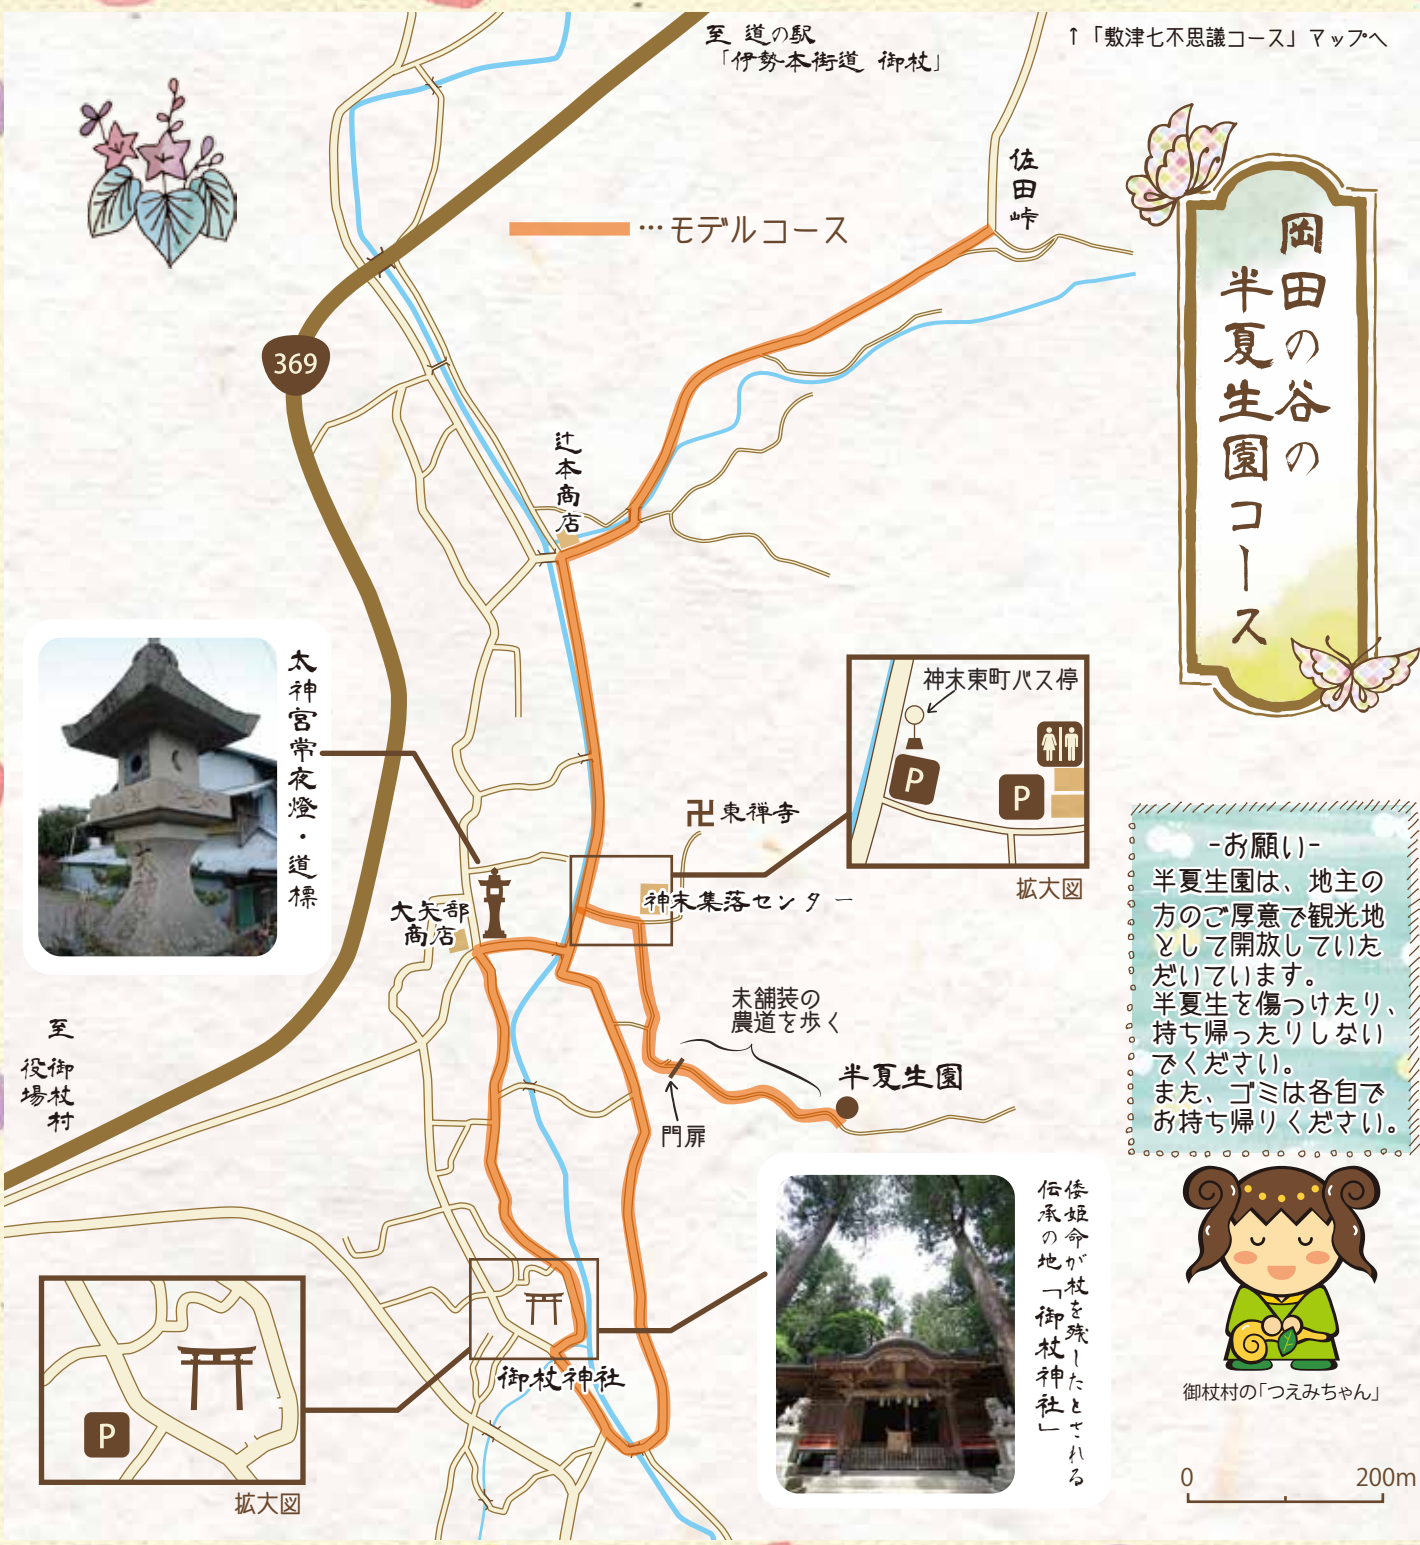 至 道の駅
「伊勢本街道 御杖」
↑「敷津七不思議コース」マップへ
佐田峠
…モデルコース
岡田の谷の
半夏生園コース
369
辻本商店
太神宮常夜燈・道標
神末東町バス停
P
P
拡大図
卍東禅寺
神末集落センター
大矢部
商店
-お願い-
半夏生園は、地主の
方のご厚意で観光地
として開放していた
だいています。
半夏生を傷つけたり、
持ち帰ったりしない
でください。
また、ゴミは各自で
お持ち帰りください。
未舗装の
農道を歩く
至
御杖村
役場
半夏生園
門扉
倭姫命が杖を残したとされる
伝承の地「御杖神社」
御杖神社
P
拡大図
御杖村の「つえみちゃん」
0 200m